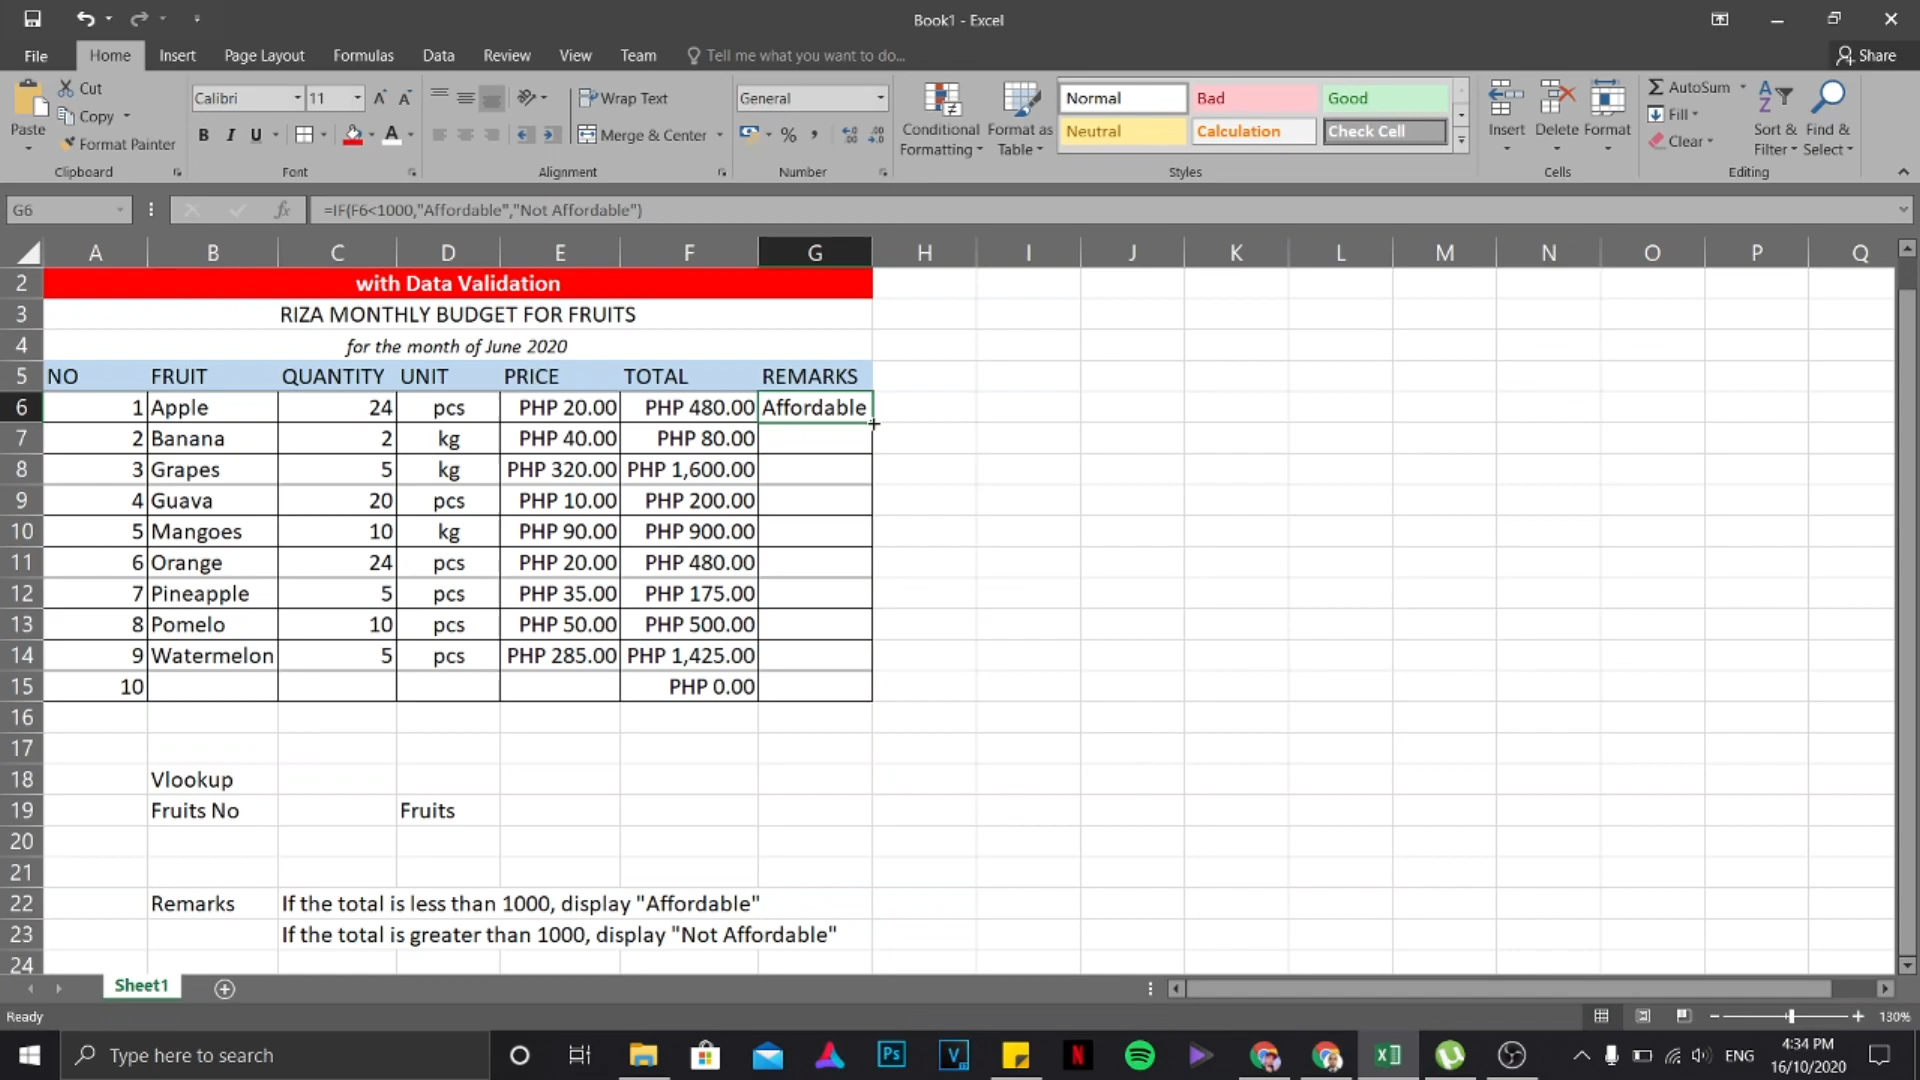 Book1 - Excel
File Home Insert Page Layout Formulas Data Review View Team Tell me what you want to do... Share
Paste Cut Copy Format Painter Clipboard
Calibri 11 B I U Font
Wrap Text Merge & Center Alignment
General % , Number
Conditional Formatting Format as Table
Normal Bad Good
Neutral Calculation Check Cell
Styles
Insert Delete Format Cells
AutoSum Fill Clear Sort & Filter Find & Select Editing
G6 fx =IF(F6<1000,"Affordable","Not Affordable")
A B C D E F G H I J K L M N O P Q
2 with Data Validation
3 RIZA MONTHLY BUDGET FOR FRUITS
4 for the month of June 2020
5 NO FRUIT QUANTITY UNIT PRICE TOTAL REMARKS
6 1 Apple 24 pcs PHP 20.00 PHP 480.00 Affordable
7 2 Banana 2 kg PHP 40.00 PHP 80.00
8 3 Grapes 5 kg PHP 320.00 PHP 1,600.00
9 4 Guava 20 pcs PHP 10.00 PHP 200.00
10 5 Mangoes 10 kg PHP 90.00 PHP 900.00
11 6 Orange 24 pcs PHP 20.00 PHP 480.00
12 7 Pineapple 5 pcs PHP 35.00 PHP 175.00
13 8 Pomelo 10 pcs PHP 50.00 PHP 500.00
14 9 Watermelon 5 pcs PHP 285.00 PHP 1,425.00
15 10 PHP 0.00
16
17
18 Vlookup
19 Fruits No Fruits
20
21
22 Remarks If the total is less than 1000, display "Affordable"
23 If the total is greater than 1000, display "Not Affordable"
24
Sheet1
Ready 130%
Type here to search Ps V N ENG 4:34 PM
16/10/2020